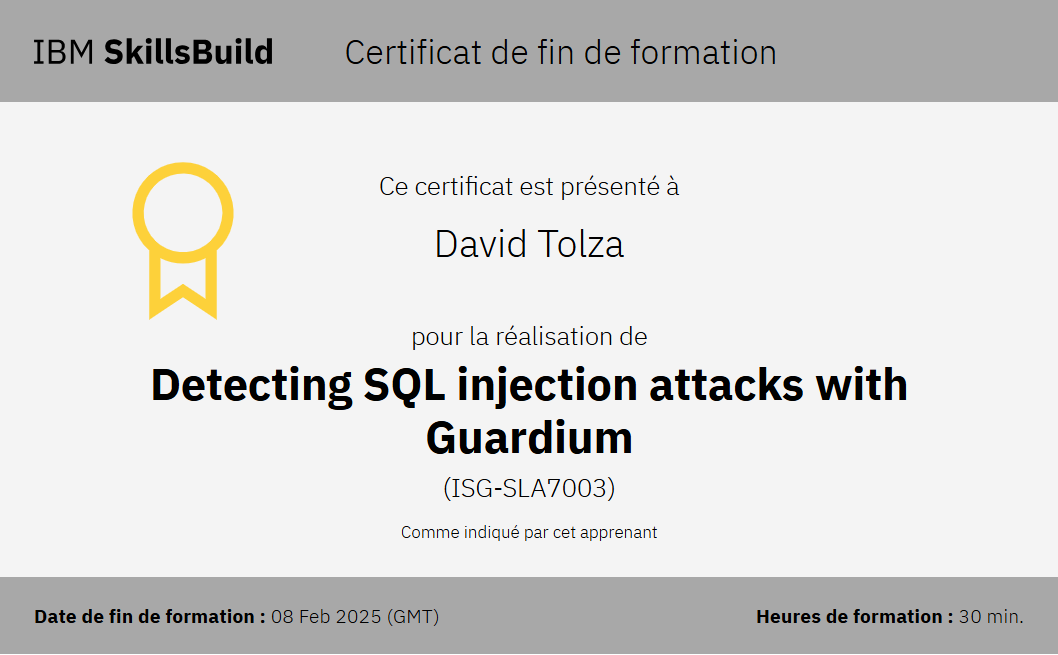 IBM SkillsBuild
Certificat de fin de formation
Ce certificat est présenté à
David Tolza
pour la réalisation de
Detecting SQL injection attacks with
Guardium
(ISG-SLA7003)
Comme indiqué par cet apprenant
Date de fin de formation : 08 Feb 2025 (GMT)
Heures de formation : 30 min.